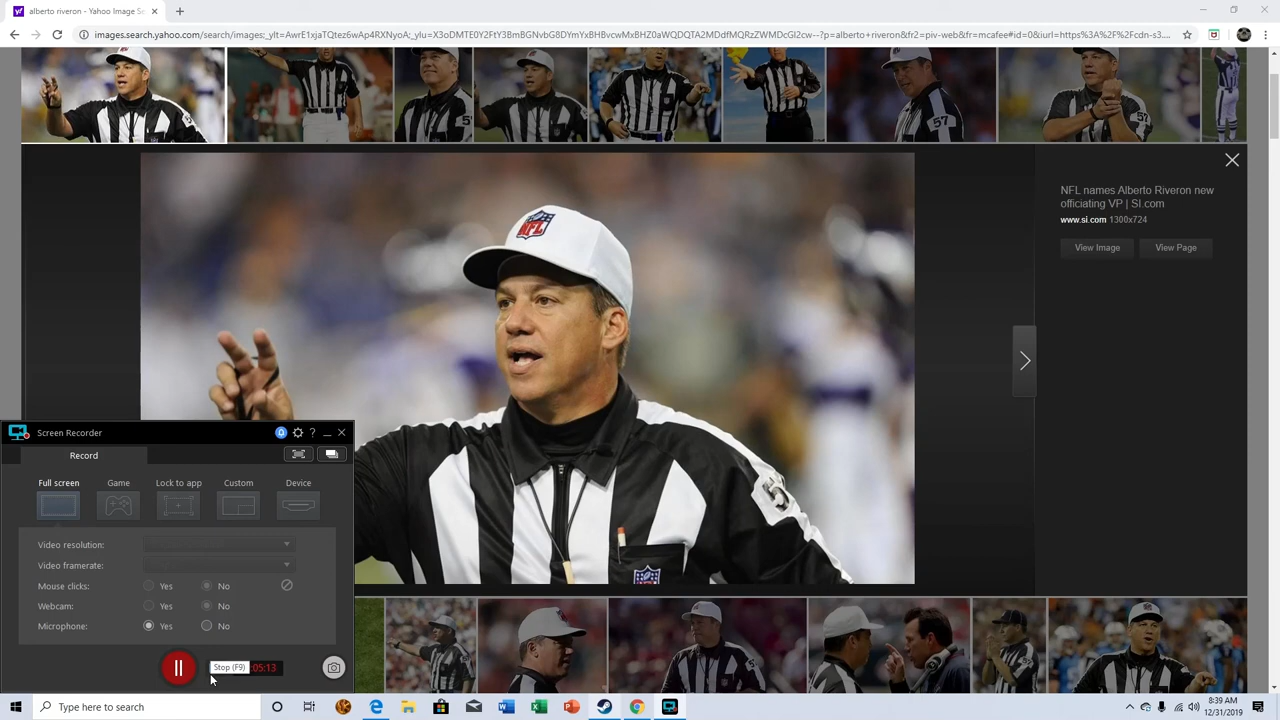 alberto riveron - Yahoo Image Sa
images.search.yahoo.com/search/images;_ylt=AwrE1xjaTQtez6wAp4RXNyoA;_ylu=X3oDMTE0Y2FtY3BmBGNvbG8DYmYxBHBvcwMxBHZ0aWQDQTA2MDdfMQRzZWMDcGl2cw--?p=alberto+riveron&fr2=piv-web&fr=mcafee#id=0&iurl=https%3A%2F%2Fcdn-s3....
57
NFL names Alberto Riveron new
officiating VP | SI.com
www.si.com 1300x724
View Image View Page
NFL
57
Screen Recorder
Record
Full screen Game Lock to app Custom Device
Video resolution:
Video framerate:
Mouse clicks: Yes No
Webcam: Yes No
Microphone: Yes No
Stop (F9) :05:13
Type here to search
8:39 AM
12/31/2019